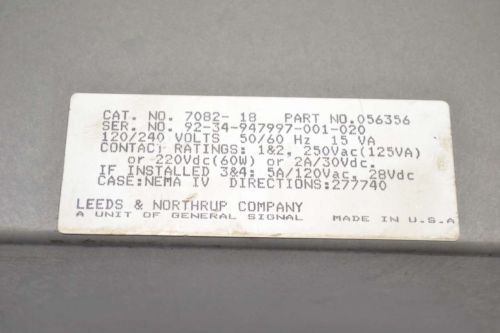 CAT. NO. 7082- 18 PART NO.056356
SER. NO. 92-34-947997-001-020
120/240 VOLTS 50/60 Hz 15 VA
CONTACT RATINGS: 1&2, 250Vac(125VA)
or 220Vdc(60W) or 2A/30Vdc.
IF INSTALLED 3&4: 5A/120Vac, 28Vdc
CASE:NEMA IV DIRECTIONS:277740
LEEDS & NORTHRUP COMPANY
A UNIT OF GENERAL SIGNAL MADE IN U.S.A